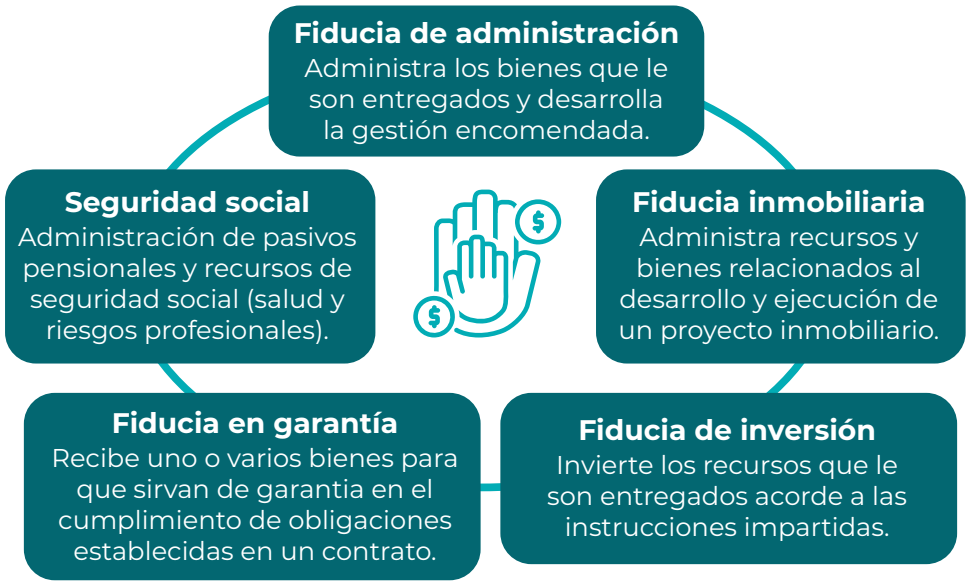 Fiducia de administración
Administra los bienes que le
son entregados y desarrolla
la gestión encomendada.
Seguridad social
Administración de pasivos
pensionales y recursos de
seguridad social (salud y
riesgos profesionales).
$
$
Fiducia inmobiliaria
Administra recursos y
bienes relacionados al
desarrollo y ejecución de
un proyecto inmobiliario.
Fiducia en garantía
Recibe uno o varios bienes para
que sirvan de garantia en el
cumplimiento de obligaciones
establecidas en un contrato.
Fiducia de inversión
Invierte los recursos que le
son entregados acorde a las
instrucciones impartidas.